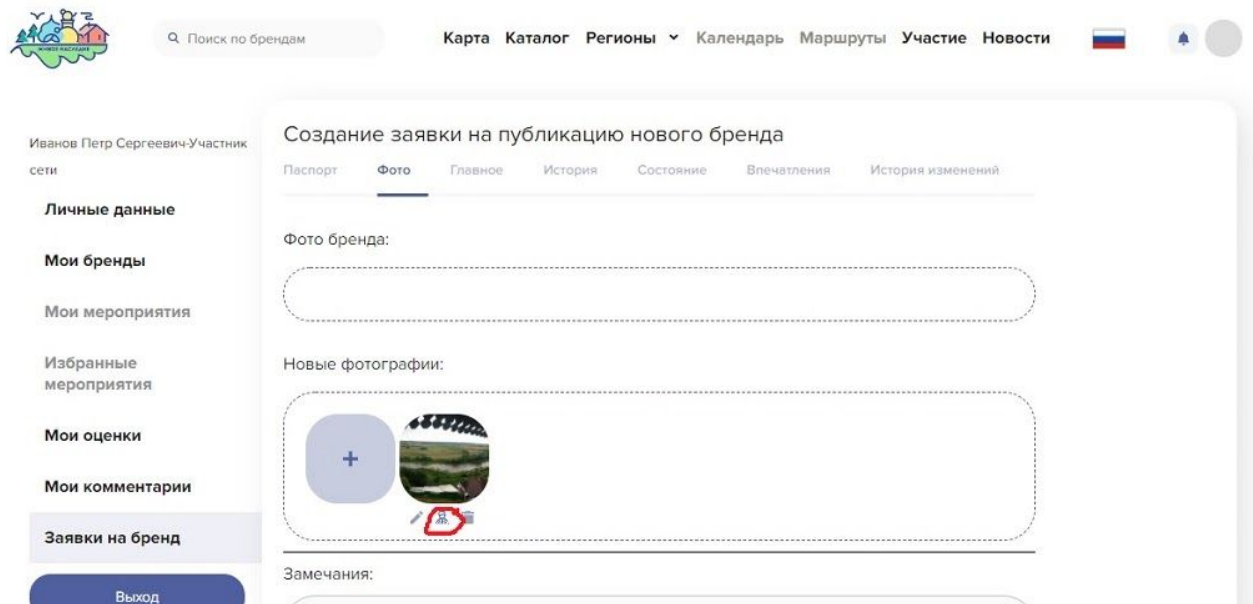 ЖИВОЕ НАСЛЕДИЕ
Поиск по брендам
Карта Каталог Регионы Календарь Маршруты Участие Новости
Иванов Петр Сергеевич-Участник
сети
Личные данные
Мои бренды
Мои мероприятия
Избранные
мероприятия
Мои оценки
Мои комментарии
Заявки на бренд
Выход
Создание заявки на публикацию нового бренда
Паспорт Фото Главное История Состояние Впечатления История изменений
Фото бренда:
Новые фотографии:
+
Замечания: